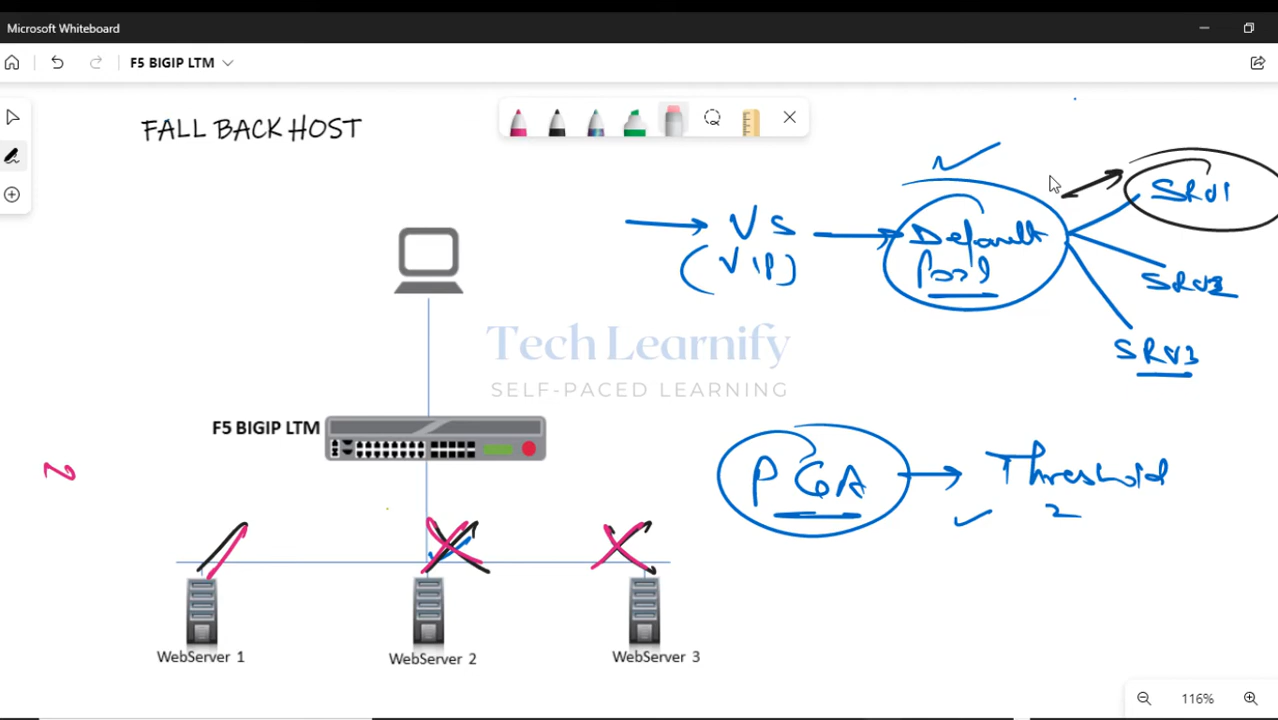 Microsoft Whiteboard
F5 BIGIP LTM
FALL BACK HOST
VS
(VIP)
Default
Pool
SRV1
SRV2
SRV3
Tech Learnify
SELF-PACED LEARNING
F5 BIGIP LTM
PGA
Threshold
2
WebServer 1
WebServer 2
WebServer 3
116%